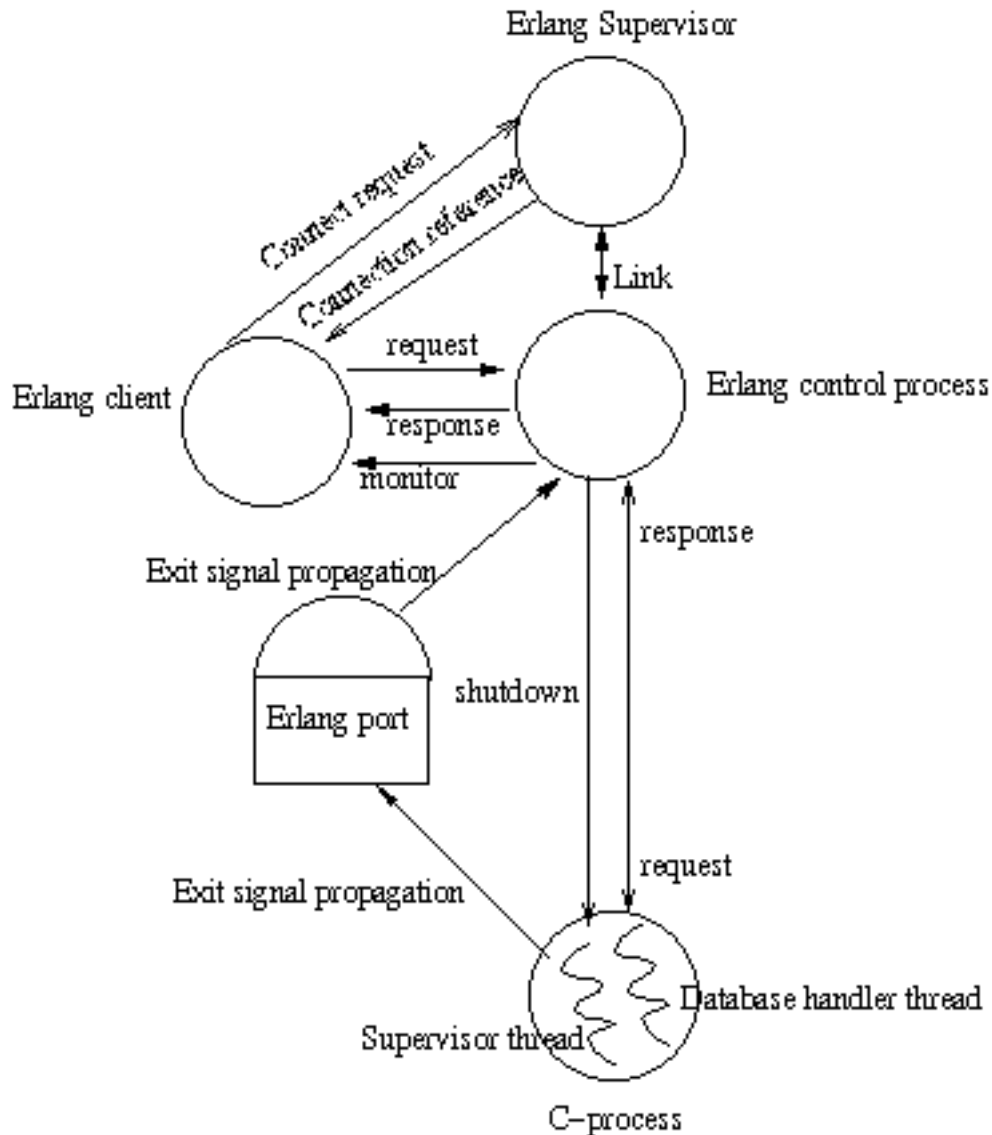 Erlang Supervisor
Connect request
Connection reference
Link
request
Erlang client
Erlang control process
response
monitor
response
Exit signal propagation
shutdown
Erlang port
request
Exit signal propagation
Database handler thread
Supervisor thread
C-process